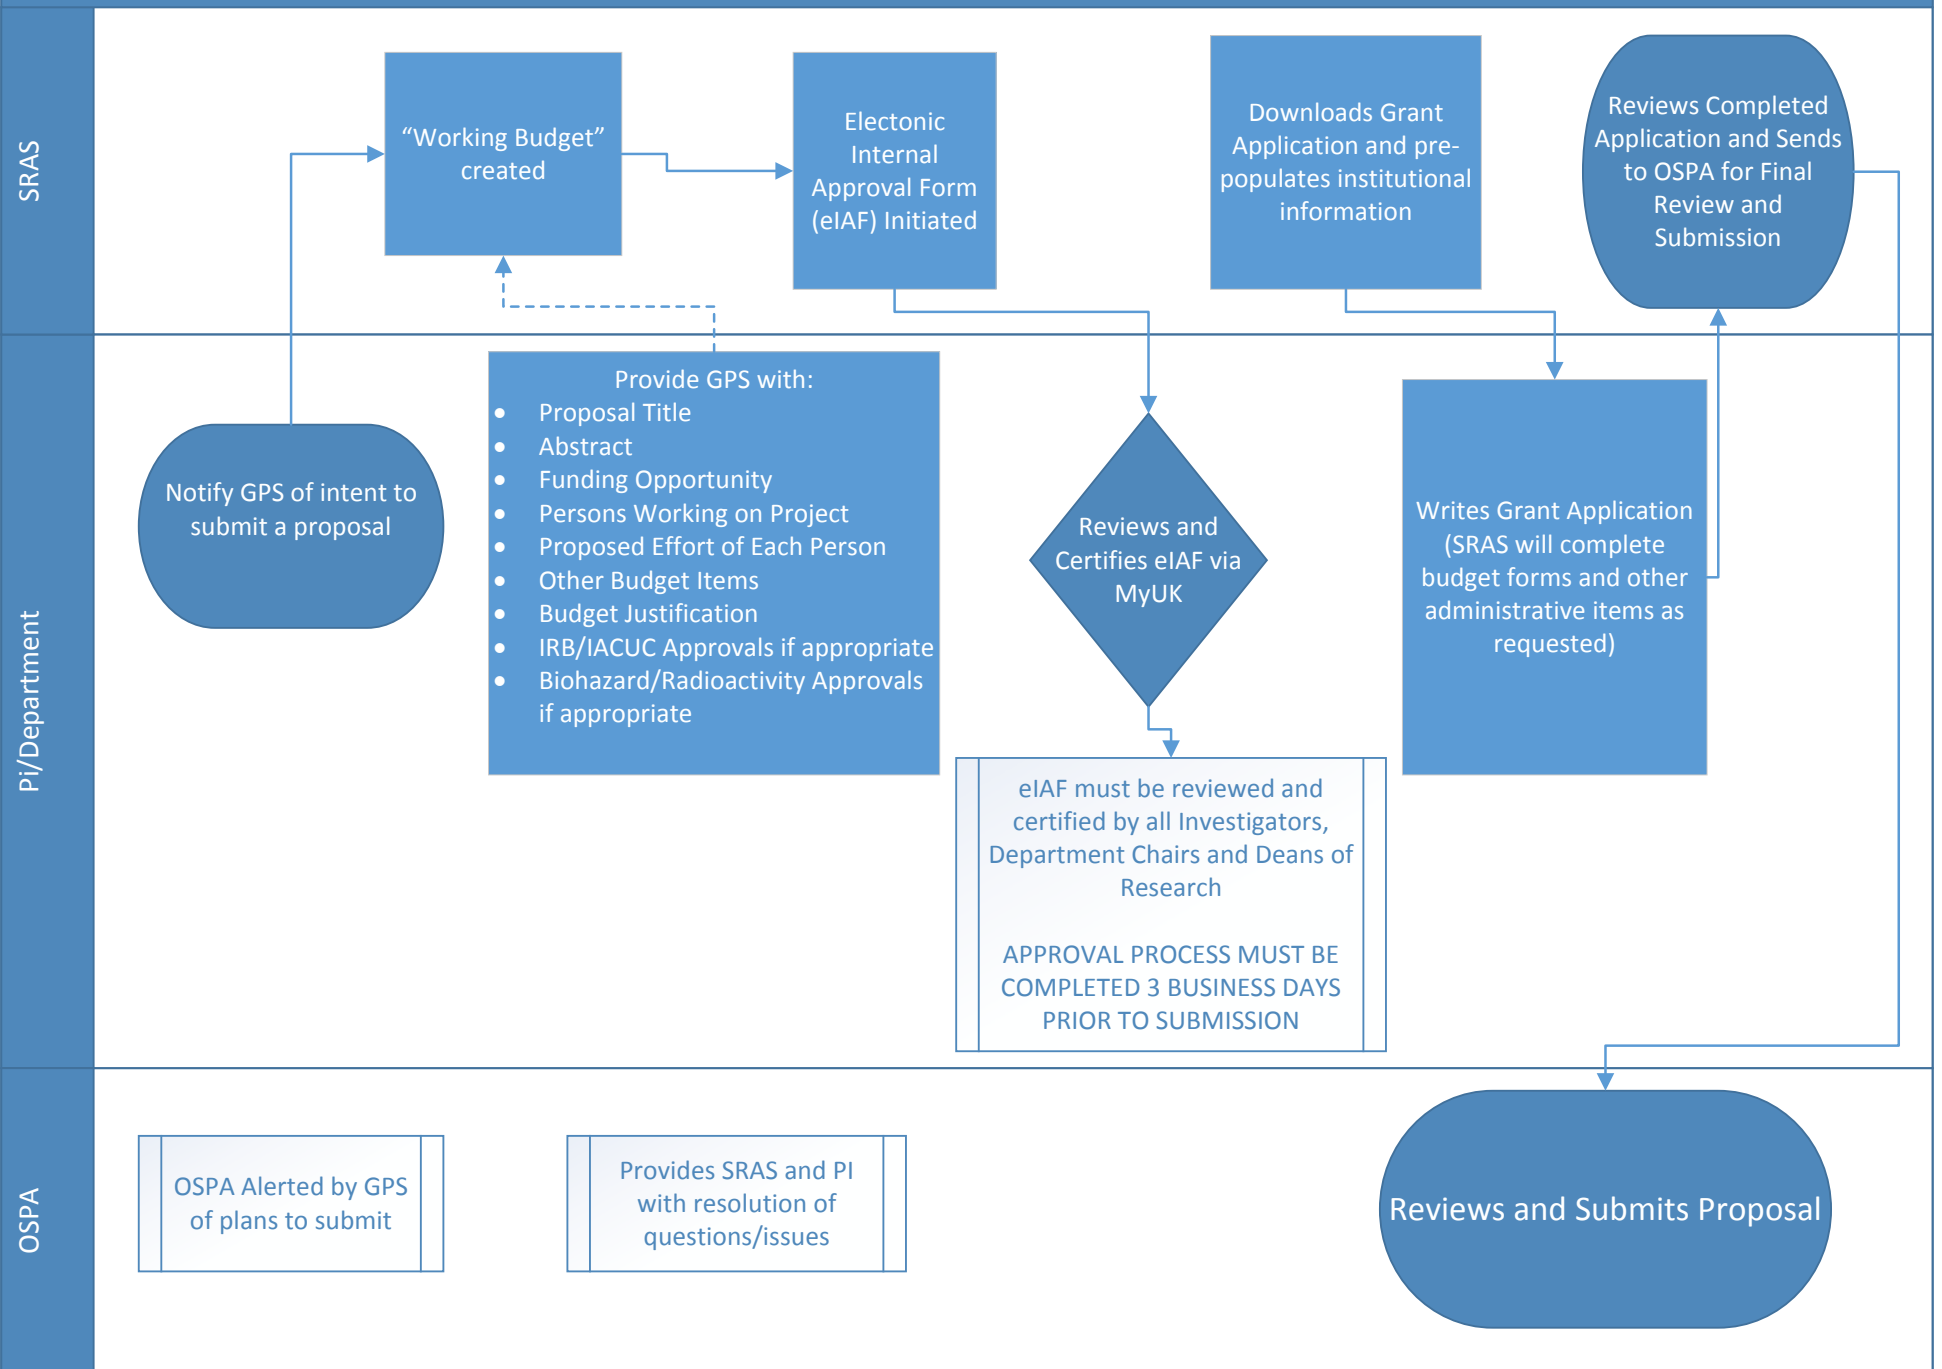 SRAS
“Working Budget”
created
Electonic
Internal
Approval Form
(eIAF) Initiated
Downloads Grant
Application and pre-
populates institutional
information
Reviews Completed
Application and Sends
to OSPA for Final
Review and
Submission
Pi/Department
Notify GPS of intent to
submit a proposal
Provide GPS with:
• Proposal Title
• Abstract
• Funding Opportunity
• Persons Working on Project
• Proposed Effort of Each Person
• Other Budget Items
• Budget Justification
• IRB/IACUC Approvals if appropriate
• Biohazard/Radioactivity Approvals
if appropriate
Reviews and
Certifies eIAF via
MyUK
eIAF must be reviewed and
certified by all Investigators,
Department Chairs and Deans of
Research
APPROVAL PROCESS MUST BE
COMPLETED 3 BUSINESS DAYS
PRIOR TO SUBMISSION
Writes Grant Application
(SRAS will complete
budget forms and other
administrative items as
requested)
OSPA
OSPA Alerted by GPS
of plans to submit
Provides SRAS and PI
with resolution of
questions/issues
Reviews and Submits Proposal